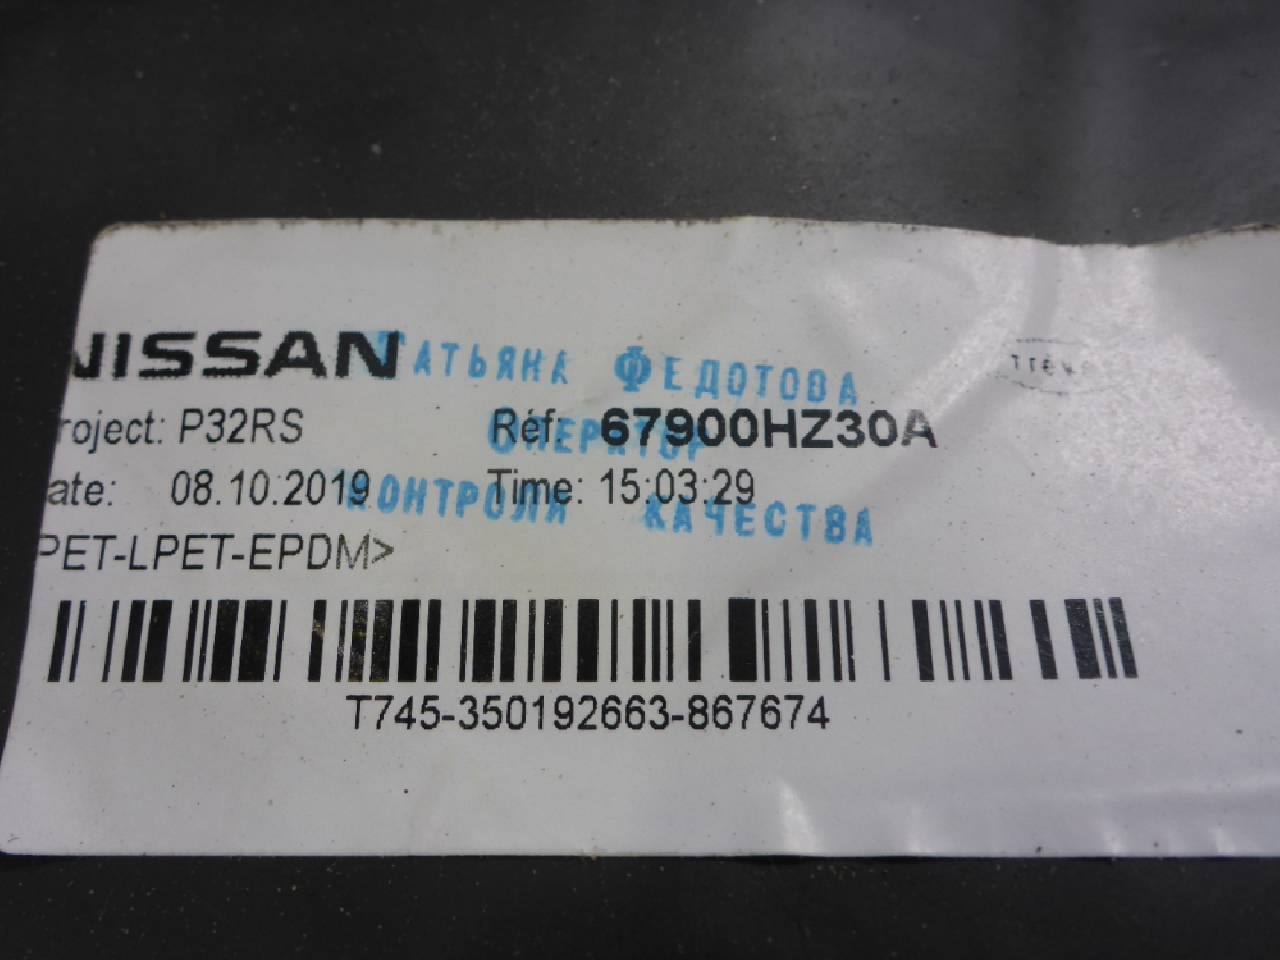 NISSAN
ТАТЬЯНА ФЕДОТОВА
roject: P32RS Réf: 67900HZ30A
ОПЕРАТОР
ate: 08.10.2019 Time: 15:03:29
КОНТРОЛЯ КАЧЕСТВА
PET-LPET-EPDM>
T745-350192663-867674